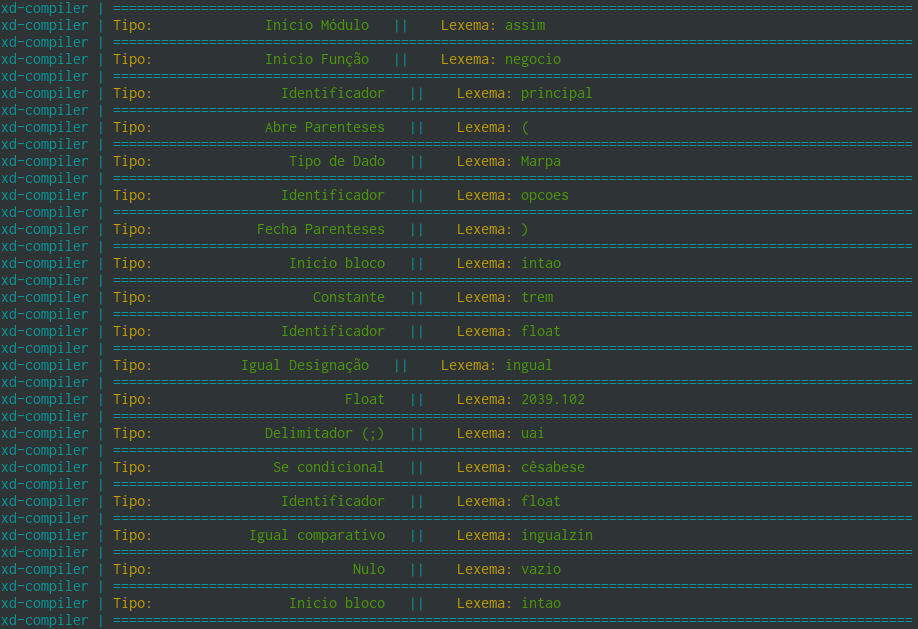 xd-compiler | ====================================================================================================
xd-compiler | Tipo:              Início Módulo   ||    Lexema: assim
xd-compiler | ====================================================================================================
xd-compiler | Tipo:              Inicio Função   ||    Lexema: negocio
xd-compiler | ====================================================================================================
xd-compiler | Tipo:                Identificador   ||    Lexema: principal
xd-compiler | ====================================================================================================
xd-compiler | Tipo:              Abre Parenteses   ||    Lexema: (
xd-compiler | ====================================================================================================
xd-compiler | Tipo:                 Tipo de Dado   ||    Lexema: Marpa
xd-compiler | ====================================================================================================
xd-compiler | Tipo:                Identificador   ||    Lexema: opcoes
xd-compiler | ====================================================================================================
xd-compiler | Tipo:             Fecha Parenteses   ||    Lexema: )
xd-compiler | ====================================================================================================
xd-compiler | Tipo:                 Inicio bloco   ||    Lexema: intao
xd-compiler | ====================================================================================================
xd-compiler | Tipo:                    Constante   ||    Lexema: trem
xd-compiler | ====================================================================================================
xd-compiler | Tipo:                Identificador   ||    Lexema: float
xd-compiler | ====================================================================================================
xd-compiler | Tipo:           Igual Designação   ||    Lexema: ingual
xd-compiler | ====================================================================================================
xd-compiler | Tipo:                        Float   ||    Lexema: 2039.102
xd-compiler | ====================================================================================================
xd-compiler | Tipo:              Delimitador (;)   ||    Lexema: uai
xd-compiler | ====================================================================================================
xd-compiler | Tipo:               Se condicional   ||    Lexema: cêsabese
xd-compiler | ====================================================================================================
xd-compiler | Tipo:                Identificador   ||    Lexema: float
xd-compiler | ====================================================================================================
xd-compiler | Tipo:            Igual comparativo   ||    Lexema: ingualzin
xd-compiler | ====================================================================================================
xd-compiler | Tipo:                         Nulo   ||    Lexema: vazio
xd-compiler | ====================================================================================================
xd-compiler | Tipo:                 Inicio bloco   ||    Lexema: intao
xd-compiler | ====================================================================================================